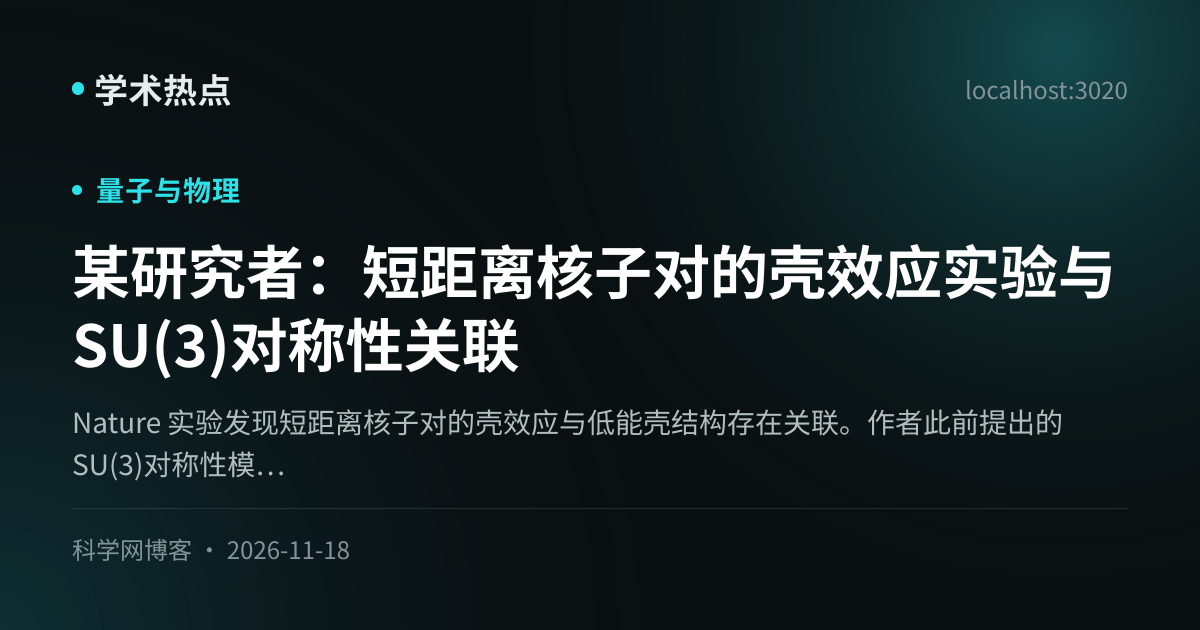 学术热点
localhost:3020
量子与物理
某研究者：短距离核子对的壳效应实验与
SU(3)对称性关联
Nature 实验发现短距离核子对的壳效应与低能壳结构存在关联。作者此前提出的
SU(3)对称性模…
科学网博客 · 2026-11-18